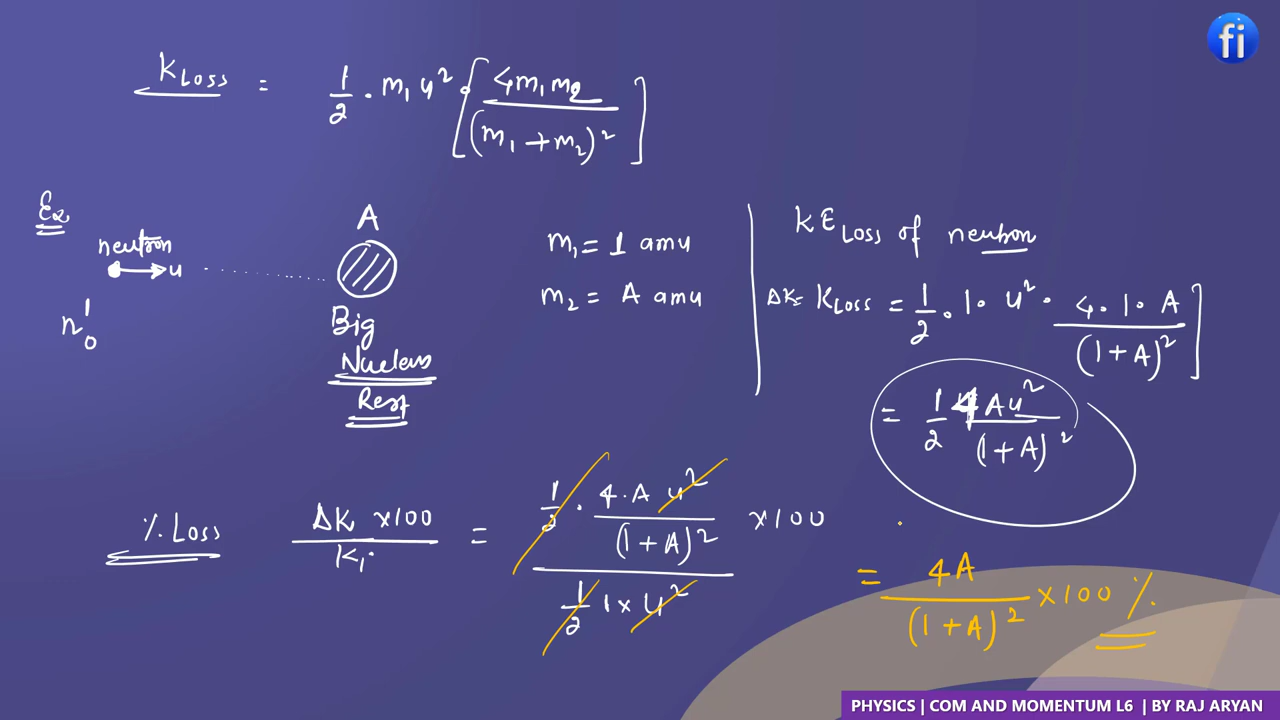 fi
K_Loss = 1/2 · m₁u² · [4m₁m₂/(m₁+m₂)²]
Ex
neutron
u
n¹₀
A
Big
Nucleus
Rest
m₁ = 1 amu
m₂ = A amu
KE_Loss of neutron
ΔK= K_Loss = 1/2 · 1 · u² · 4·1·A/(1+A)²]
= 1/2 4Au²/(1+A)²
% Loss ΔK ×100/Ki = (1/2 · 4·A u²/(1+A)²)/(1/2 1×u²) ×100
= 4A/(1+A)² ×100 %
PHYSICS | COM AND MOMENTUM L6 | BY RAJ ARYAN